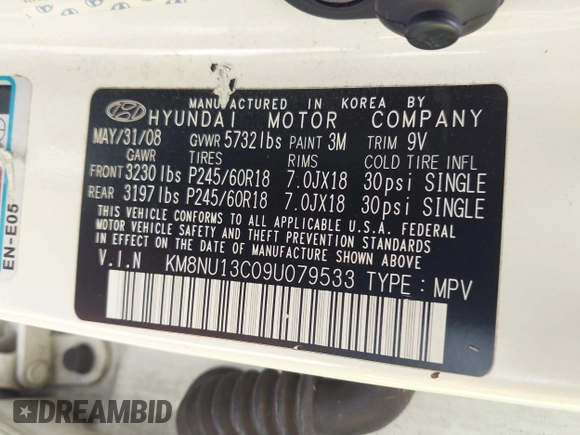 MANUFACTURED IN KOREA BY
HYUNDAI MOTOR COMPANY
MAY/31/08 GVWR 5732lbs PAINT 3M TRIM 9V
GAWR TIRES RIMS COLD TIRE INFL
FRONT 3230lbs P245/60R18 7.0JX18 30psi SINGLE
REAR 3197lbs P245/60R18 7.0JX18 30psi SINGLE
THIS VEHICLE CONFORMS TO ALL APPLICABLE U.S.A. FEDERAL
MOTOR VEHICLE SAFETY, BUMPER, AND THEFT PREVENTION STANDARDS
IN EFFECT ON THE DATE OF MANUFACTURE SHOWN ABOVE.
V.I.N KM8NU13C09U079533 TYPE : MPV
EN-E05
DREAMBID